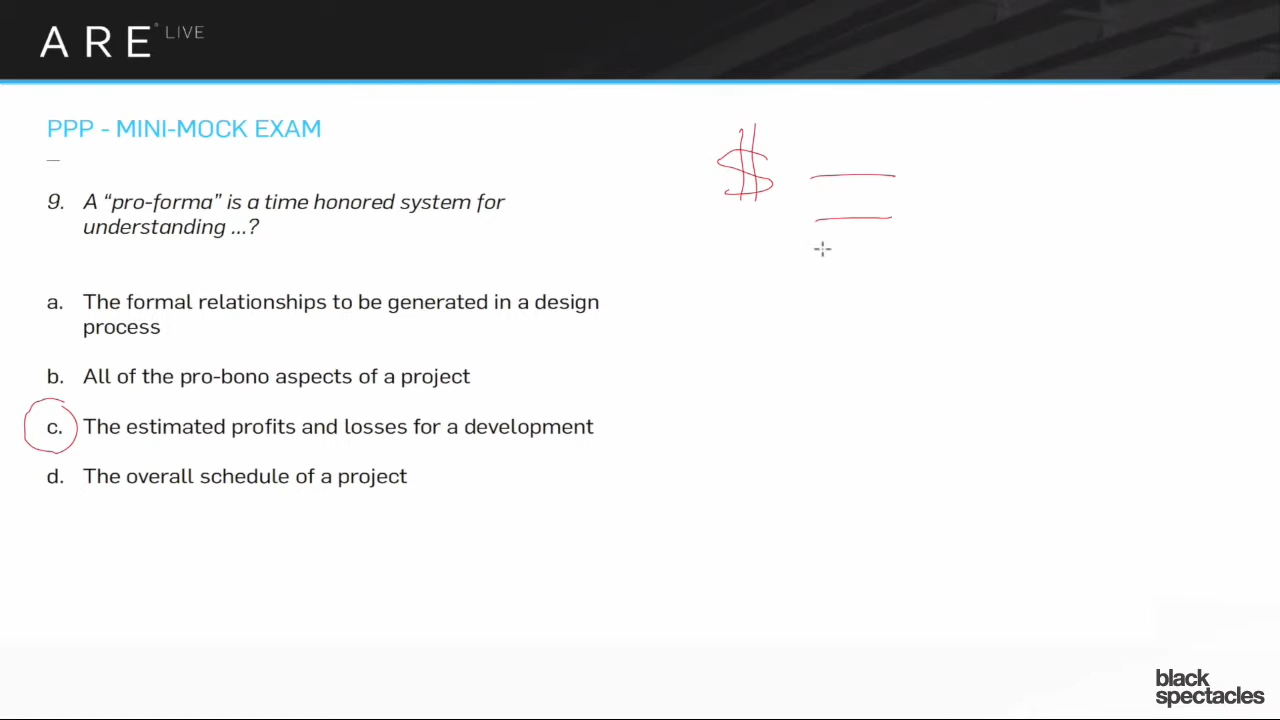 ARE® LIVE
PPP - MINI-MOCK EXAM
—
9. A “pro-forma” is a time honored system for
understanding ...?
$
a. The formal relationships to be generated in a design
process
b. All of the pro-bono aspects of a project
c. The estimated profits and losses for a development
d. The overall schedule of a project
black
spectacles